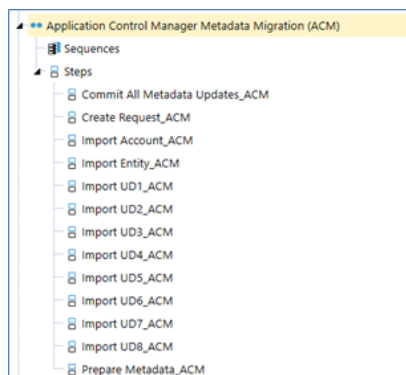 Application Control Manager Metadata Migration (ACM)
Sequences
Steps
Commit All Metadata Updates_ACM
Create Request_ACM
Import Account_ACM
Import Entity_ACM
Import UD1_ACM
Import UD2_ACM
Import UD3_ACM
Import UD4_ACM
Import UD5_ACM
Import UD6_ACM
Import UD7_ACM
Import UD8_ACM
Prepare Metadata_ACM